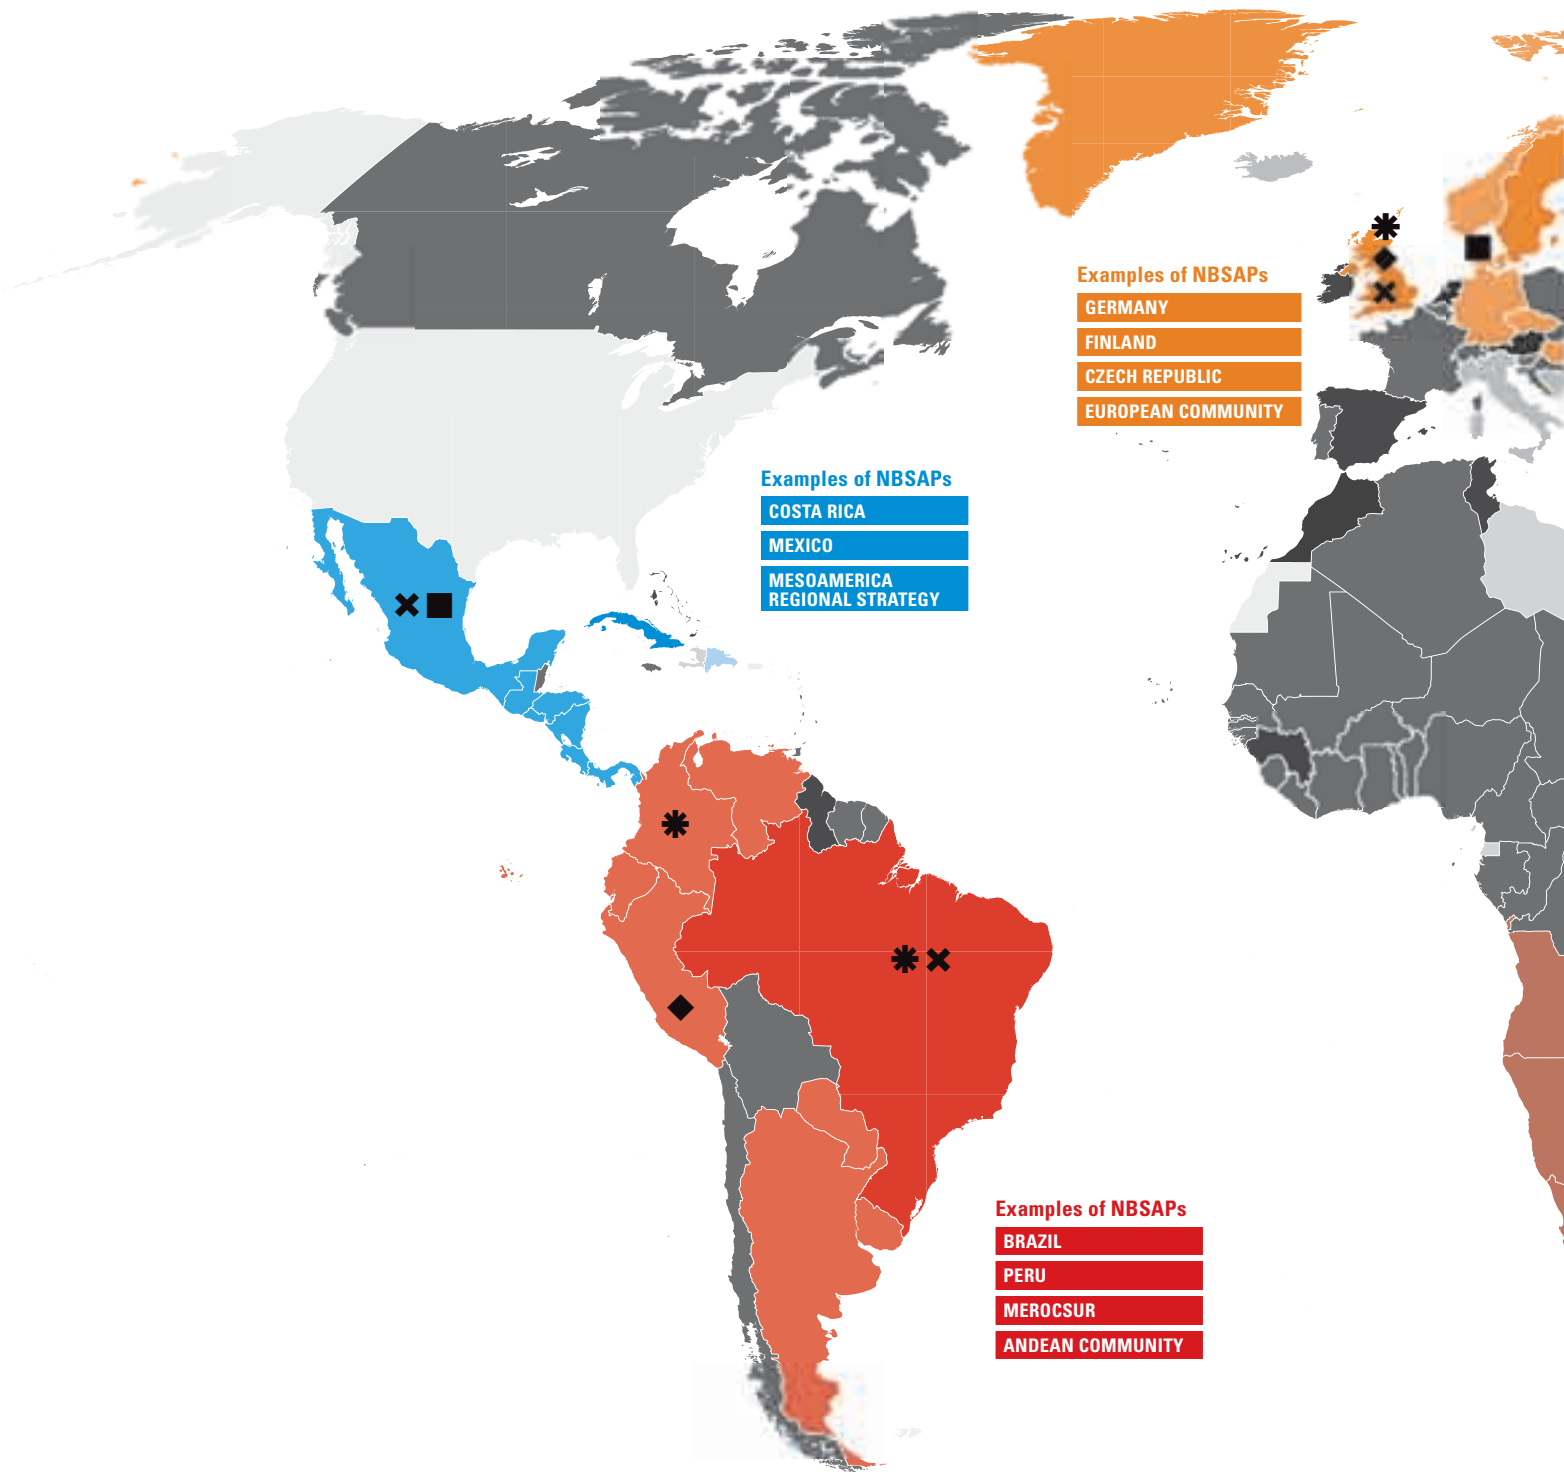 Examples of NBSAPs
GERMANY
FINLAND
CZECH REPUBLIC
EUROPEAN COMMUNITY
Examples of NBSAPs
COSTA RICA
MEXICO
MESOAMERICA
REGIONAL STRATEGY
Examples of NBSAPs
BRAZIL
PERU
MEROCSUR
ANDEAN COMMUNITY